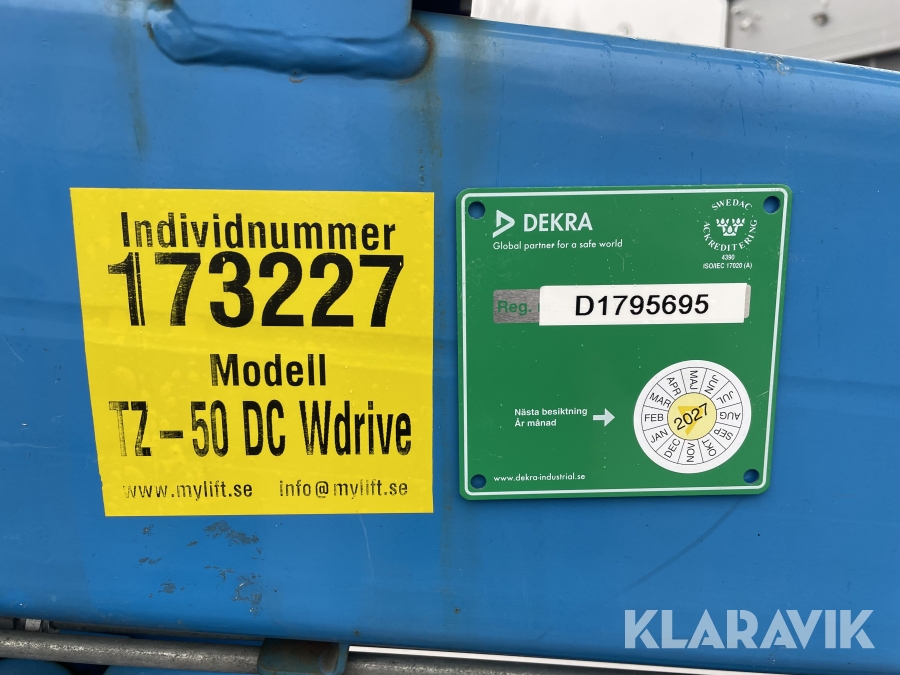 Individnummer
173227
Modell
TZ-50 DC Wdrive
www.mylift.se info@mylift.se
DEKRA
Global partner for a safe world
SWEDAC
ACKREDITERING
4390
ISO/IEC 17020 (A)
Reg.
D1795695
Nästa besiktning
År månad
JAN FEB MAR APR MAJ JUN JUL AUG SEP OKT NOV DEC
2027
www.dekra-industrial.se
KLARAVIK